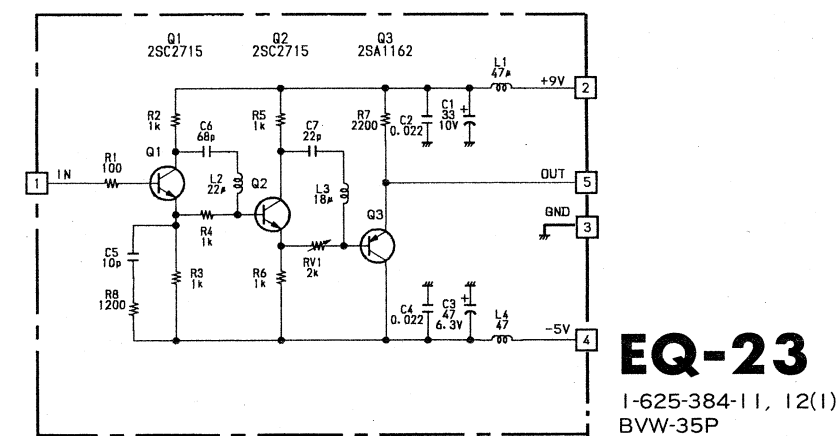 Q1 Q2 Q3
2SC2715 2SC2715 2SA1162
L1
47μ
+9V
2
R2
1k
R5
1k
R7
2200
C2
0.022
C1
33
10V
+
C6
68p
C7
22p
Q1
R1
100
1
IN
L2
22μ
Q2
L3
18μ
OUT
5
Q3
GND
3
R4
1k
RV1
2k
C5
10p
R3
1k
R6
1k
R8
1200
C4
0.022
C3
47
6.3V
+
L4
47
-5V
4
EQ-23
1-625-384-11, 12(1)
BVW-35P